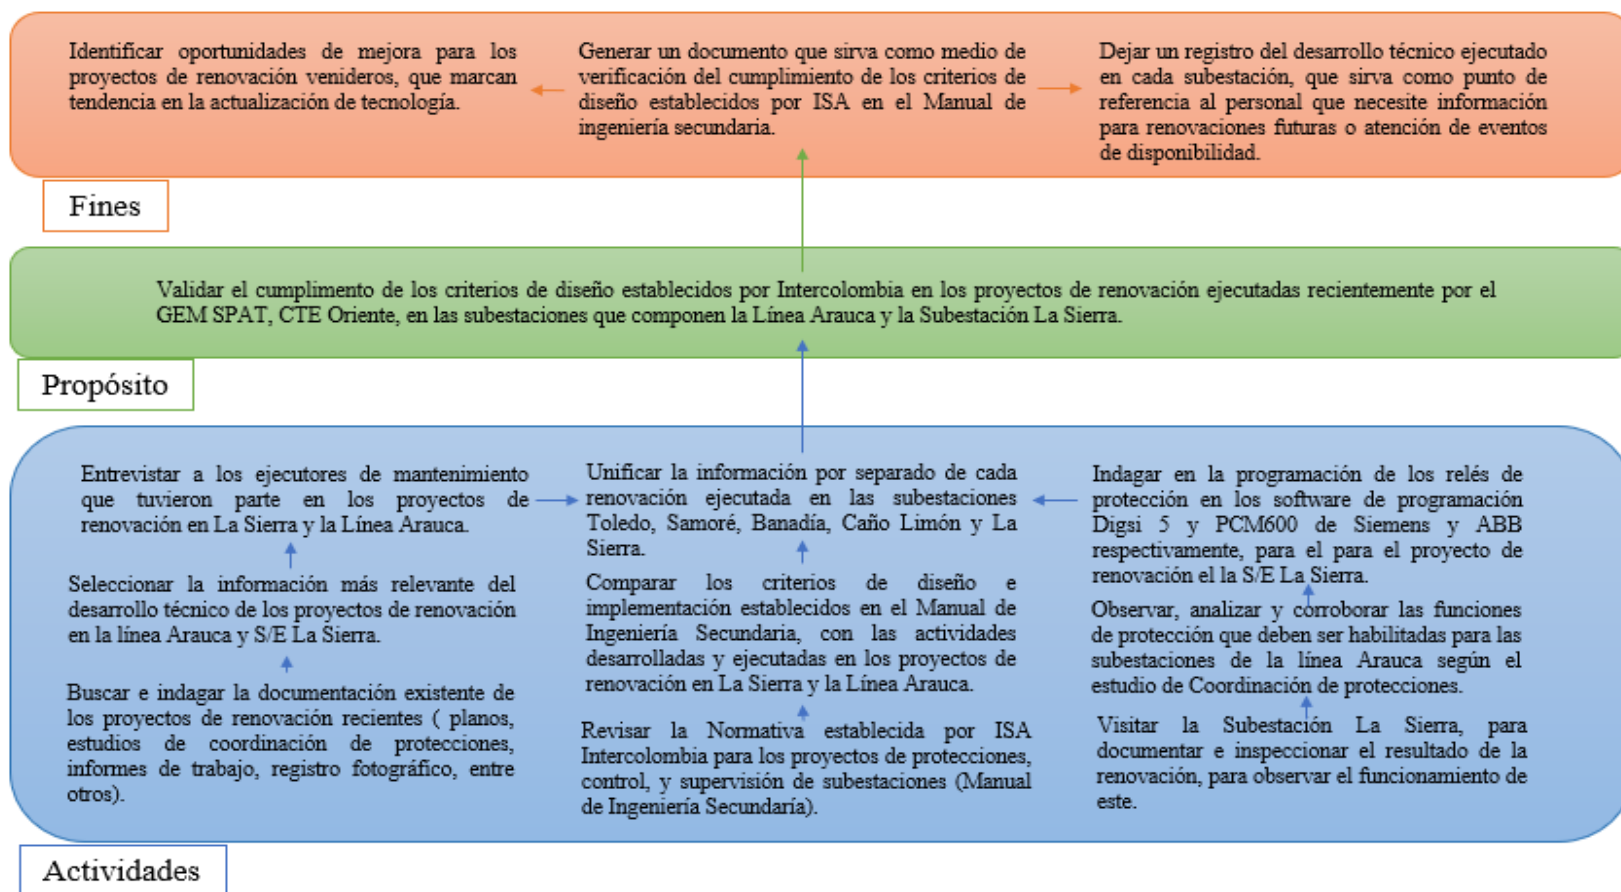 Identificar oportunidades de mejora para los
proyectos de renovación venideros, que marcan
tendencia en la actualización de tecnología.
Generar un documento que sirva como medio de
verificación del cumplimiento de los criterios de
diseño establecidos por ISA en el Manual de
ingeniería secundaria.
Dejar un registro del desarrollo técnico ejecutado
en cada subestación, que sirva como punto de
referencia al personal que necesite información
para renovaciones futuras o atención de eventos
de disponibilidad.
Fines
Validar el cumplimento de los criterios de diseño establecidos por Intercolombia en los proyectos de renovación ejecutadas recientemente por el
GEM SPAT, CTE Oriente, en las subestaciones que componen la Línea Arauca y la Subestación La Sierra.
Propósito
Entrevistar a los ejecutores de mantenimiento
que tuvieron parte en los proyectos de
renovación en La Sierra y la Línea Arauca.
Seleccionar la información más relevante del
desarrollo técnico de los proyectos de renovación
en la línea Arauca y S/E La Sierra.
Buscar e indagar la documentación existente de
los proyectos de renovación recientes ( planos,
estudios de coordinación de protecciones,
informes de trabajo, registro fotográfico, entre
otros).
Unificar la información por separado de cada
renovación ejecutada en las subestaciones
Toledo, Samoré, Banadía, Caño Limón y La
Sierra.
Comparar los criterios de diseño e
implementación establecidos en el Manual de
Ingeniería Secundaria, con las actividades
desarrolladas y ejecutadas en los proyectos de
renovación en La Sierra y la Línea Arauca.
Revisar la Normativa establecida por ISA
Intercolombia para los proyectos de protecciones,
control, y supervisión de subestaciones (Manual
de Ingeniería Secundaría).
Indagar en la programación de los relés de
protección en los software de programación
Digsi 5 y PCM600 de Siemens y ABB
respectivamente, para el para el proyecto de
renovación el la S/E La Sierra.
Observar, analizar y corroborar las funciones
de protección que deben ser habilitadas para las
subestaciones de la línea Arauca según el
estudio de Coordinación de protecciones.
Visitar la Subestación La Sierra, para
documentar e inspeccionar el resultado de la
renovación, para observar el funcionamiento de
este.
Actividades